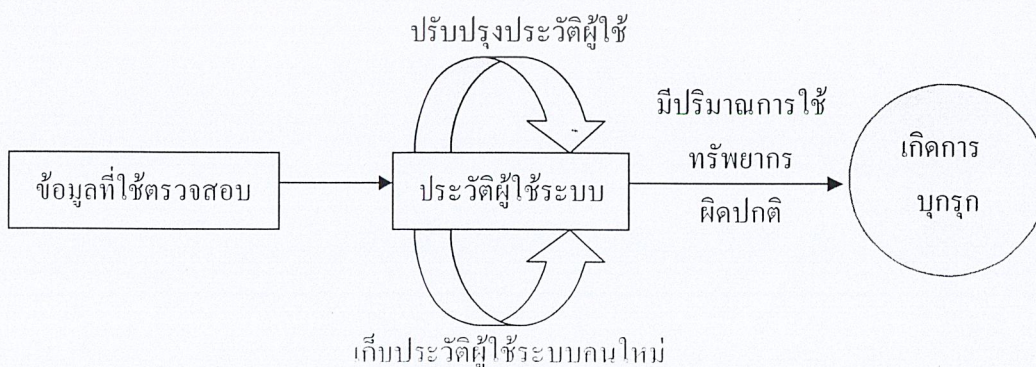 ปรับปรุงประวัติผู้ใช้
ข้อมูลที่ใช้ตรวจสอบ
ประวัติผู้ใช้ระบบ
มีปริมาณการใช้
ทรัพยากร
ผิดปกติ
เกิดการ
บุกรุก
เก็บประวัติผู้ใช้ระบบคนใหม่